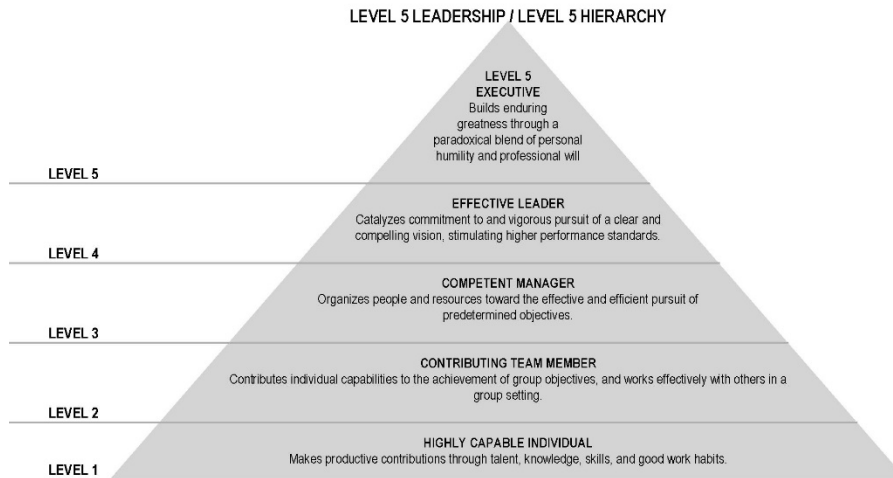 LEVEL 5 LEADERSHIP / LEVEL 5 HIERARCHY
LEVEL 5
EXECUTIVE
Builds enduring
greatness through a
paradoxical blend of personal
humility and professional will
LEVEL 5
EFFECTIVE LEADER
Catalyzes commitment to and vigorous pursuit of a clear and
compelling vision, stimulating higher performance standards.
LEVEL 4
COMPETENT MANAGER
Organizes people and resources toward the effective and efficient pursuit of
predetermined objectives.
LEVEL 3
CONTRIBUTING TEAM MEMBER
Contributes individual capabilities to the achievement of group objectives, and works effectively with others in a
group setting.
LEVEL 2
HIGHLY CAPABLE INDIVIDUAL
Makes productive contributions through talent, knowledge, skills, and good work habits.
LEVEL 1